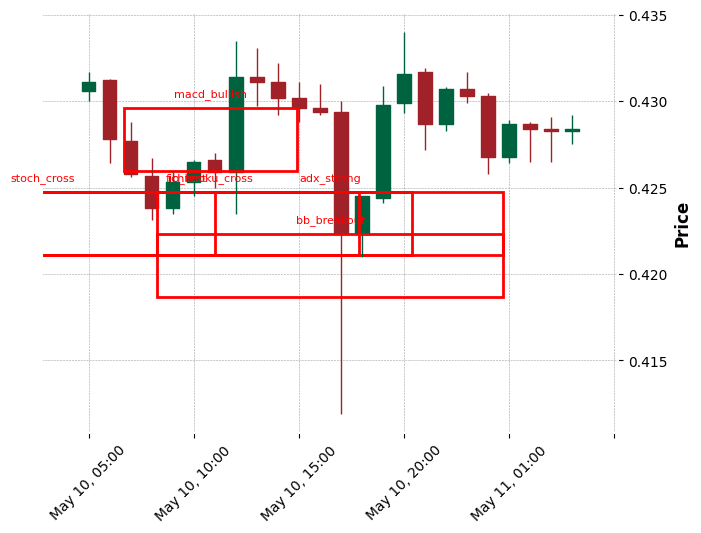 0.435
macd_bullish
0.430
stoch_cross
adx_strong
0.425
Price
0.420
0.415
May 10, 05:00
May 10, 10:00
May 10, 15:00
May 10, 20:00
May 11, 01:00